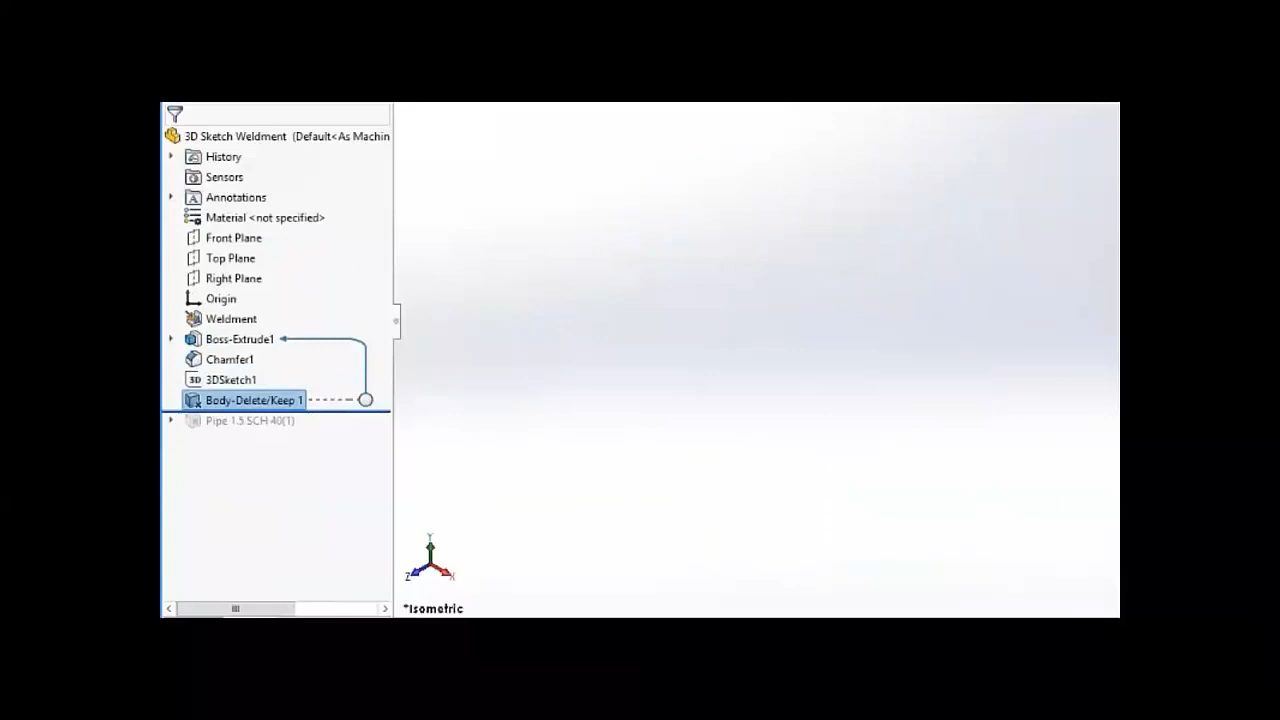 3D Sketch Weldment (Default<As Machin
History
Sensors
Annotations
Material <not specified>
Front Plane
Top Plane
Right Plane
Origin
Weldment
Boss-Extrude1
Chamfer1
3D 3DSketch1
Body-Delete/Keep 1
Pipe 1.5 SCH 40(1)
Y
Z X
*Isometric